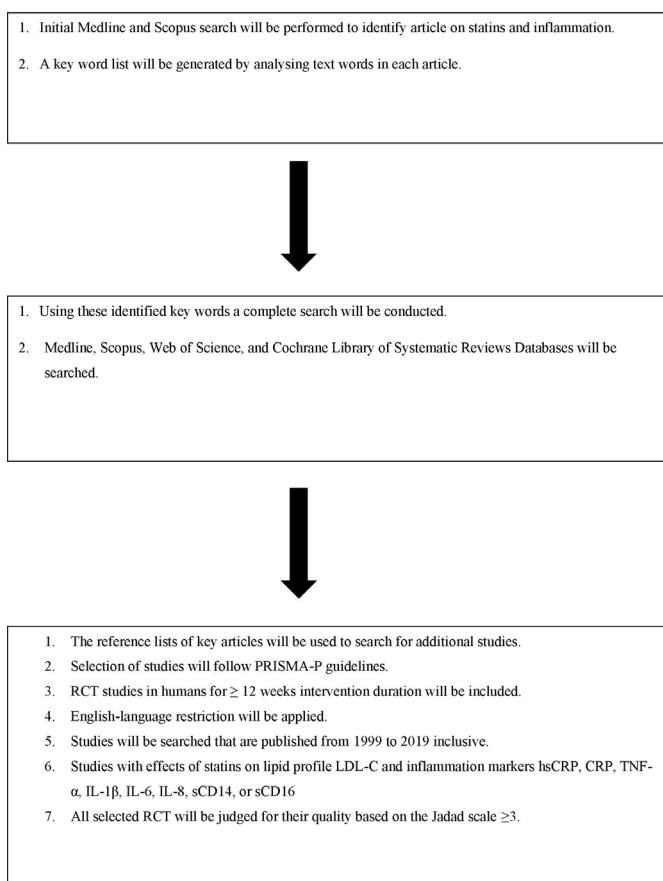 1. Initial Medline and Scopus search will be performed to identify article on statins and inflammation.
2. A key word list will be generated by analysing text words in each article.
1. Using these identified key words a complete search will be conducted.
2. Medline, Scopus, Web of Science, and Cochrane Library of Systematic Reviews Databases will be
searched.
1. The reference lists of key articles will be used to search for additional studies.
2. Selection of studies will follow PRISMA-P guidelines.
3. RCT studies in humans for ≥ 12 weeks intervention duration will be included.
4. English-language restriction will be applied.
5. Studies will be searched that are published from 1999 to 2019 inclusive.
6. Studies with effects of statins on lipid profile LDL-C and inflammation markers hsCRP, CRP, TNF-
α, IL-1β, IL-6, IL-8, sCD14, or sCD16
7. All selected RCT will be judged for their quality based on the Jadad scale ≥3.